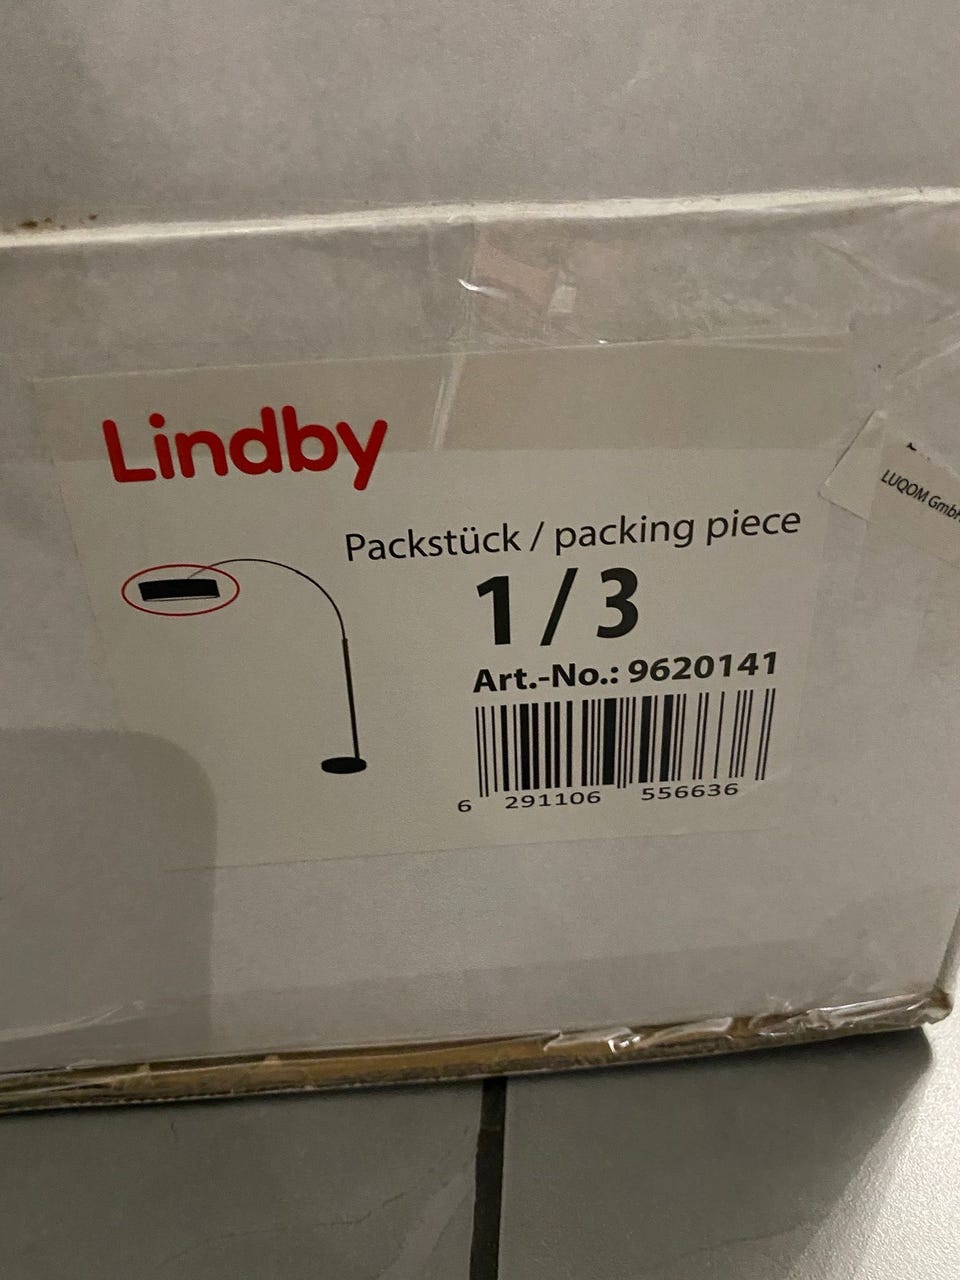 Lindby
Packstück / packing piece
1 / 3
Art.-No.: 9620141
6 291106 556636
LUQOM GmbH